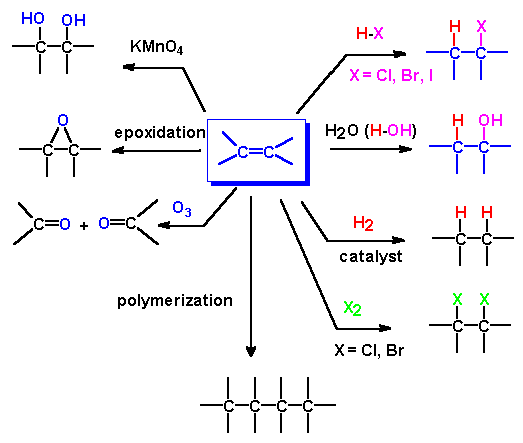 HO OH
C C
KMnO4
H-X
X = Cl, Br, I
H X
C C
O
C C
epoxidation
C=C
H2O (H-OH)
H OH
C C
C=O + O=C
O3
H2
catalyst
H H
C C
polymerization
X2
X = Cl, Br
X X
C C
C C C C